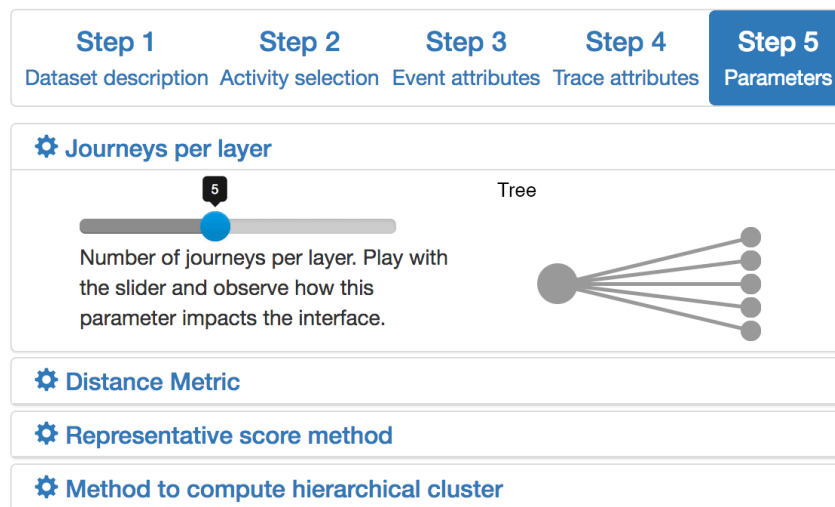 Step 1 Step 2 Step 3 Step 4 Step 5
Dataset description Activity selection Event attributes Trace attributes Parameters
Journeys per layer
5
Tree
Number of journeys per layer. Play with
the slider and observe how this
parameter impacts the interface.
Distance Metric
Representative score method
Method to compute hierarchical cluster